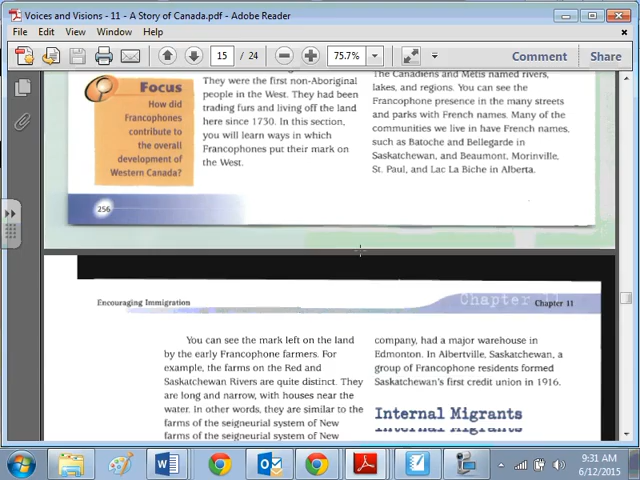 Voices and Visions - 11 - A Story of Canada.pdf - Adobe Reader
File Edit View Window Help
15 / 24 75.7% Comment Share
Focus
How did
Francophones
contribute to
the overall
development of
Western Canada?
They were the first non-Aboriginal
people in the West. They had been
trading furs and living off the land
here since 1730. In this section,
you will learn ways in which
Francophones put their mark on
the West.
The Canadiens and Métis named rivers,
lakes, and regions. You can see the
Francophone presence in the many streets
and parks with French names. Many of the
communities we live in have French names,
such as Batoche and Bellegarde in
Saskatchewan, and Beaumont, Morinville,
St. Paul, and Lac La Biche in Alberta.
256
Encouraging Immigration
Chapter 11
Chapter 11
You can see the mark left on the land
by the early Francophone farmers. For
example, the farms on the Red and
Saskatchewan Rivers are quite distinct. They
are long and narrow, with houses near the
water. In other words, they are similar to the
farms of the seigneurial system of New
farms of the seigneurial system of New
company, had a major warehouse in
Edmonton. In Albertville, Saskatchewan, a
group of Francophone residents formed
Saskatchewan's first credit union in 1916.
Internal Migrants
Internal Migrants
9:31 AM
6/12/2015